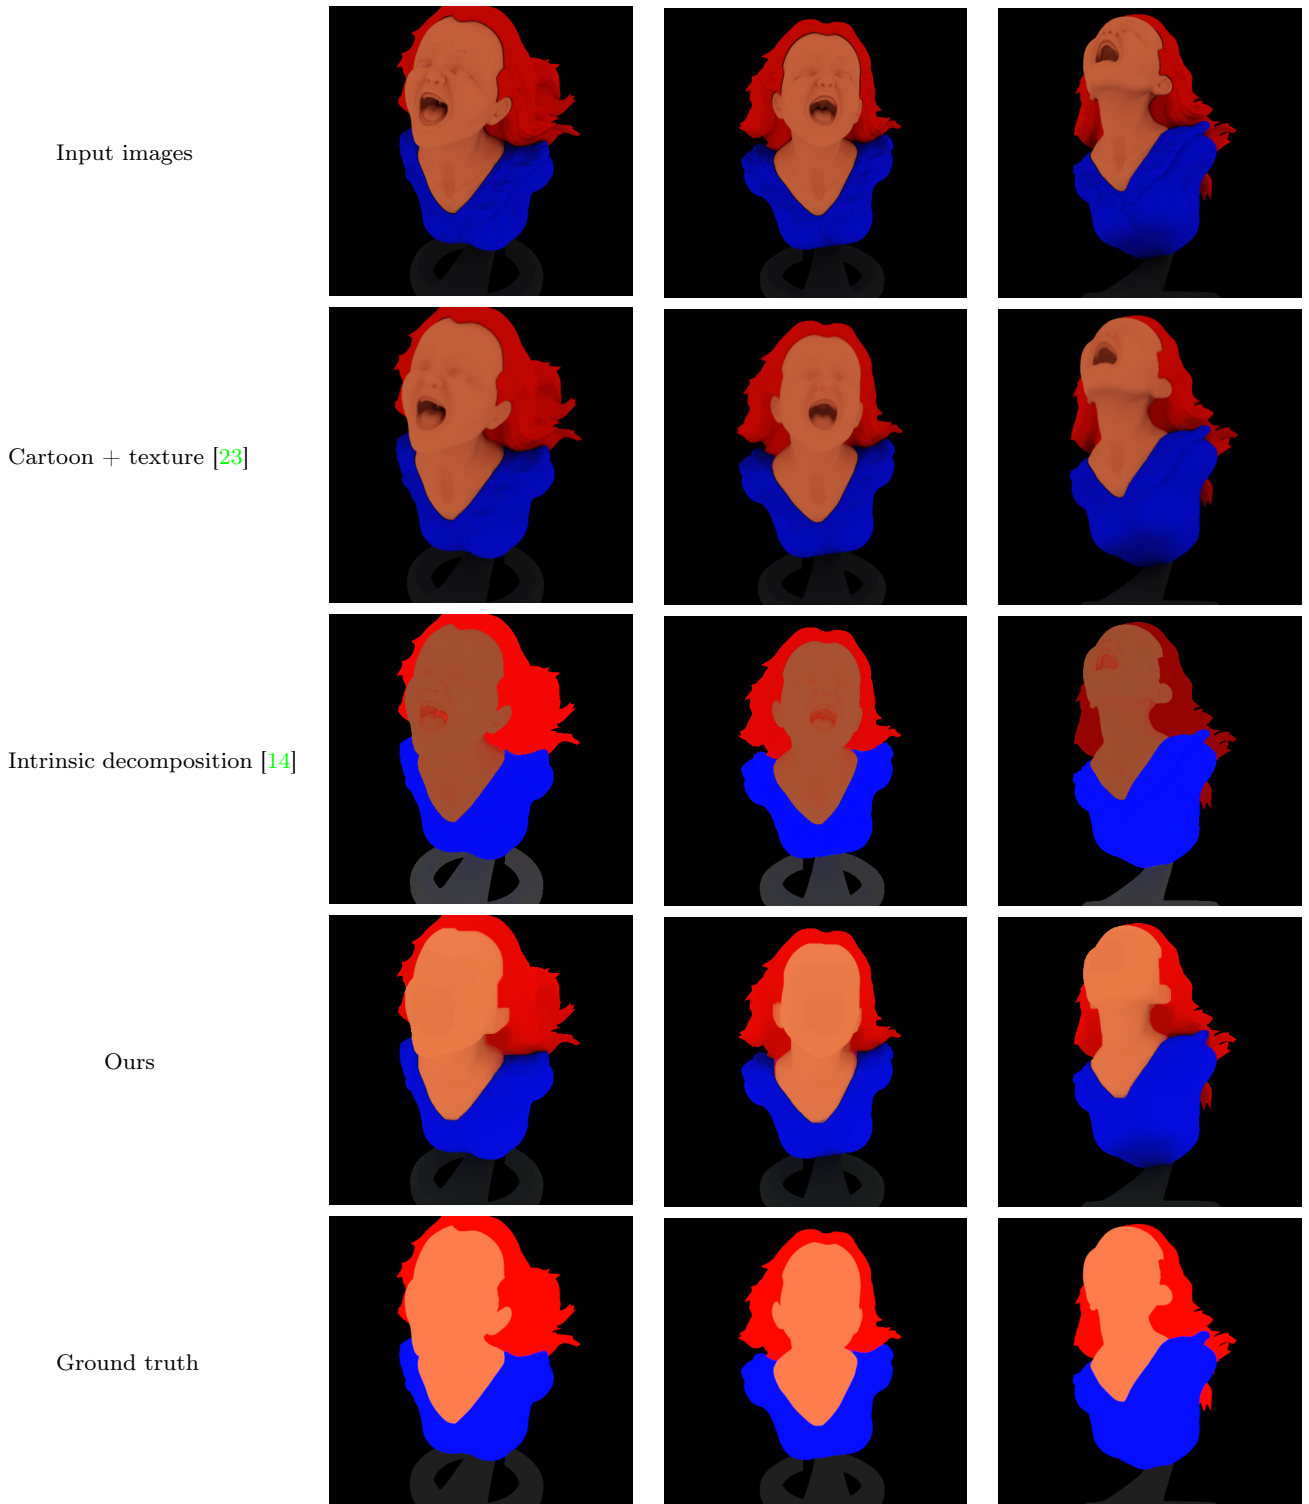 Input images
Cartoon + texture [23]
Intrinsic decomposition [14]
Ours
Ground truth